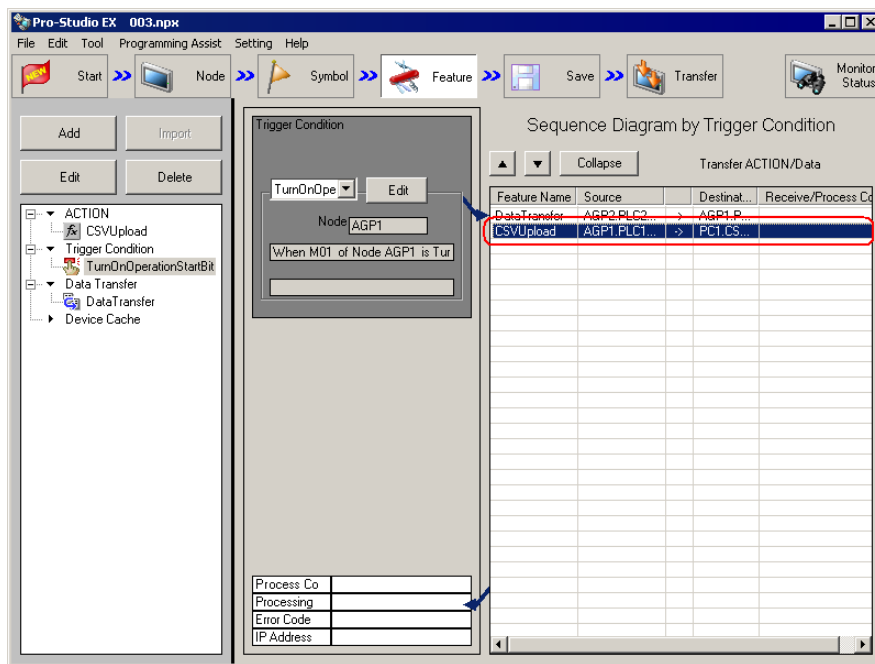 Pro-Studio EX 003.npx
File Edit Tool Programming Assist Setting Help
NEW Start Node Symbol Feature Save Transfer Monitor Status
Add Import
Edit Delete
ACTION
fx CSVUpload
Trigger Condition
TurnOnOperationStartBit
Data Transfer
DataTransfer
Device Cache
Trigger Condition
TurnOnOpe Edit
Node AGP1
When M01 of Node AGP1 is Tur
Process Co
Processing
Error Code
IP Address
Sequence Diagram by Trigger Condition
Collapse Transfer ACTION/Data
Feature Name Source Destinat... Receive/Process Co
DataTransfer AGP2.PLC2... -> AGP1.P...
CSVUpload AGP1.PLC1... -> PC1.CS...